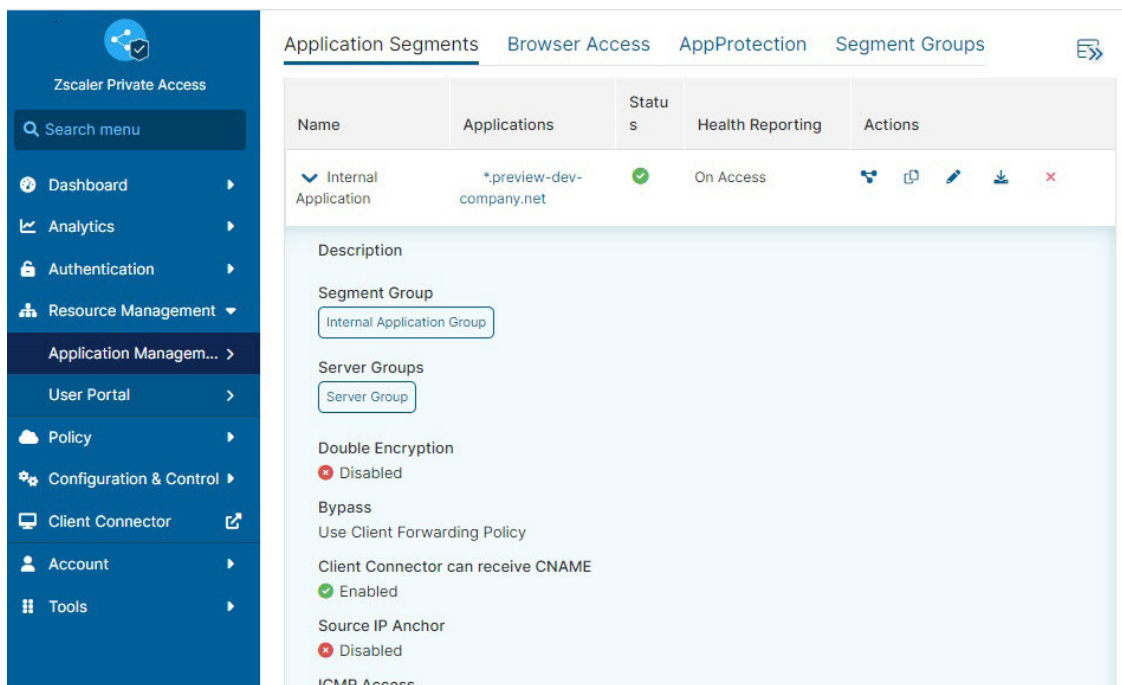 Zscaler Private Access
Search menu
Dashboard
Analytics
Authentication
Resource Management
Application Managem...
User Portal
Policy
Configuration & Control
Client Connector
Account
Tools
Application Segments Browser Access AppProtection Segment Groups
Name Applications Statu
s Health Reporting Actions
Internal
Application
*.preview-dev-
company.net
On Access
Description
Segment Group
Internal Application Group
Server Groups
Server Group
Double Encryption
Disabled
Bypass
Use Client Forwarding Policy
Client Connector can receive CNAME
Enabled
Source IP Anchor
Disabled
ICMP Access